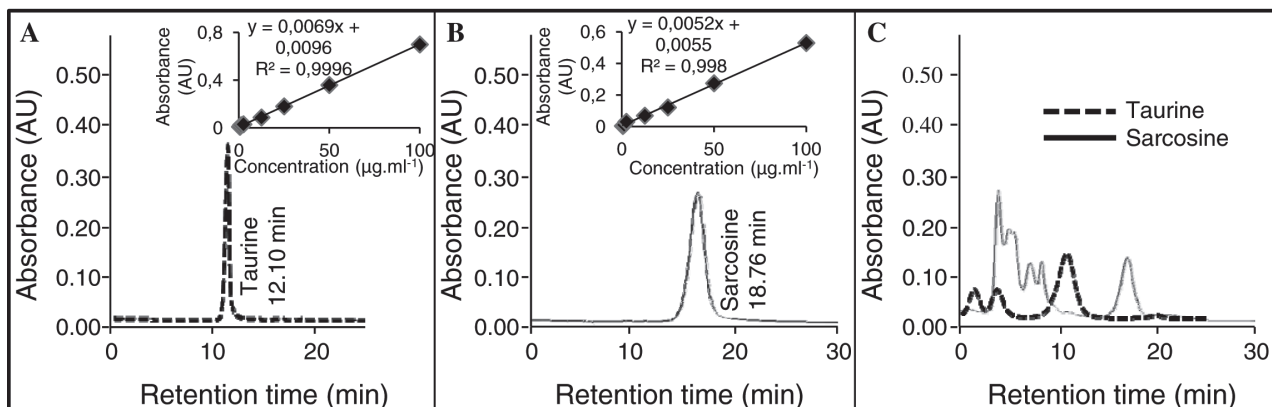 A
0.50
0.40
0.30
0.20
0.10
0.00
Absorbance (AU)
0
10
20
Retention time (min)
Taurine
12.10 min
y = 0,0069x +
0,0096
R² = 0,9996
Absorbance
(AU)
0,8
0,4
0
0
50
100
Concentration (µg.ml⁻¹)
B
0.50
0.40
0.30
0.20
0.10
0.00
Absorbance (AU)
0
10
20
30
Retention time (min)
Sarcosine
18.76 min
y = 0,0052x +
0,0055
R² = 0,998
Absorbance
(AU)
0,6
0,4
0,2
0
0
50
100
Concentration (µg.ml⁻¹)
C
0.50
0.40
0.30
0.20
0.10
0.00
Absorbance (AU)
0
10
20
30
Retention time (min)
Taurine
Sarcosine